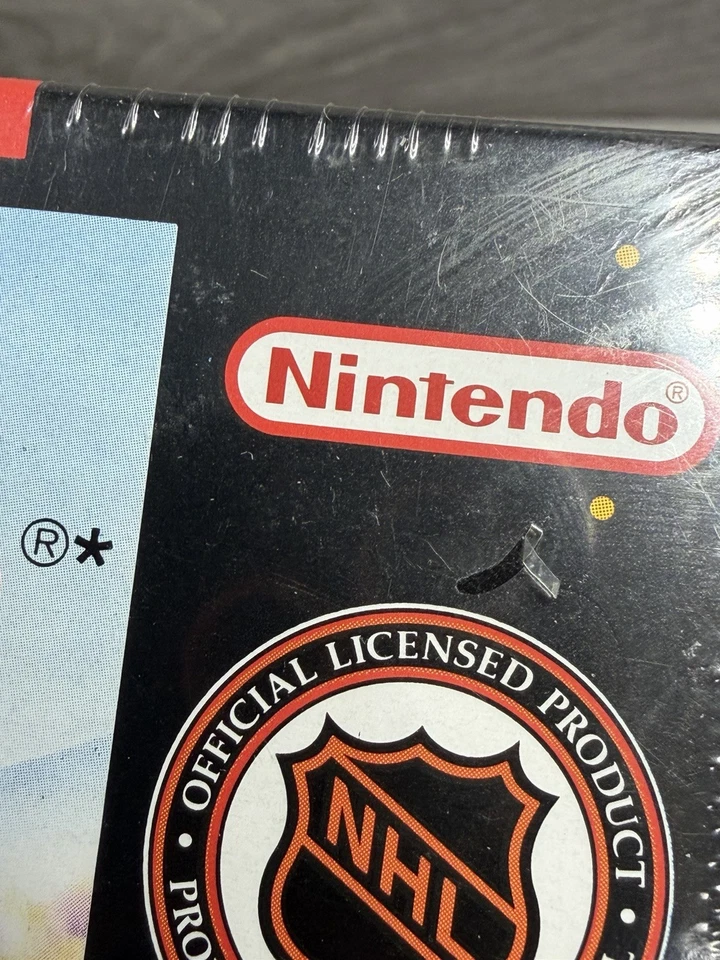 Nintendo®
®*
• OFFICIAL LICENSED PRODUCT •
NHL